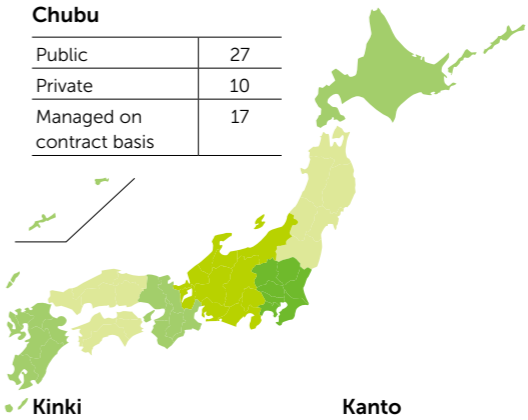 Chubu
Public 27
Private 10
Managed on
contract basis 17
Kinki Kanto